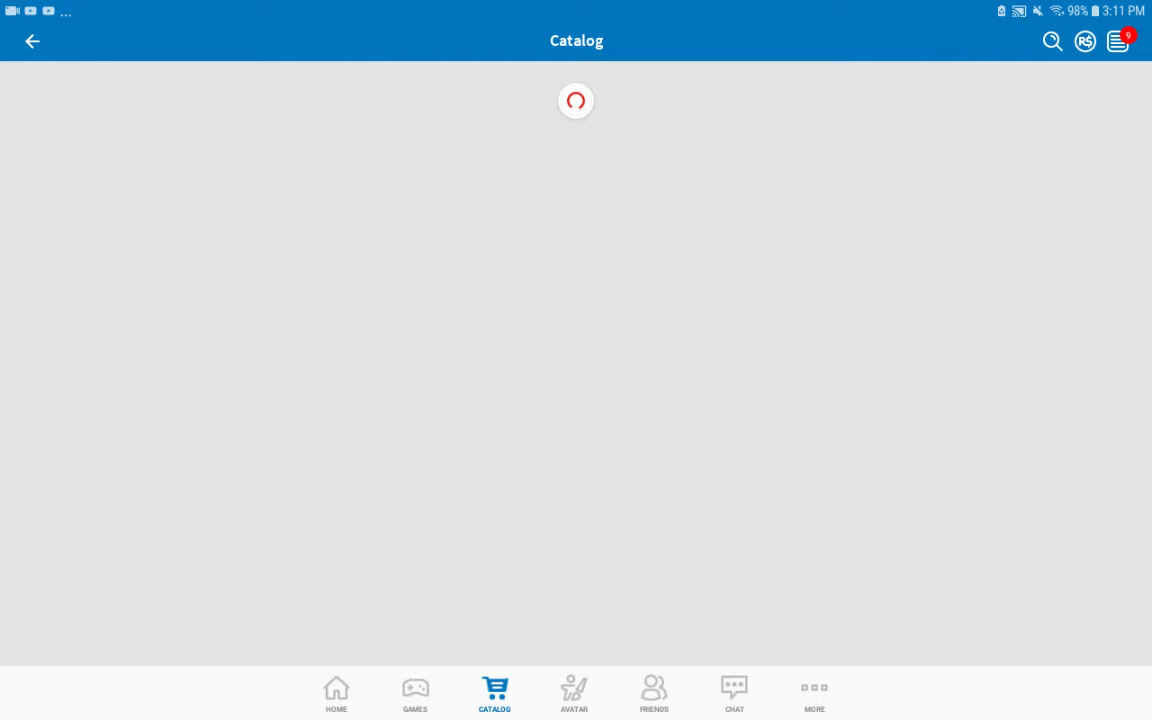 ... 98% 3:11 PM
Catalog
R$ 9
HOME GAMES CATALOG AVATAR FRIENDS CHAT MORE